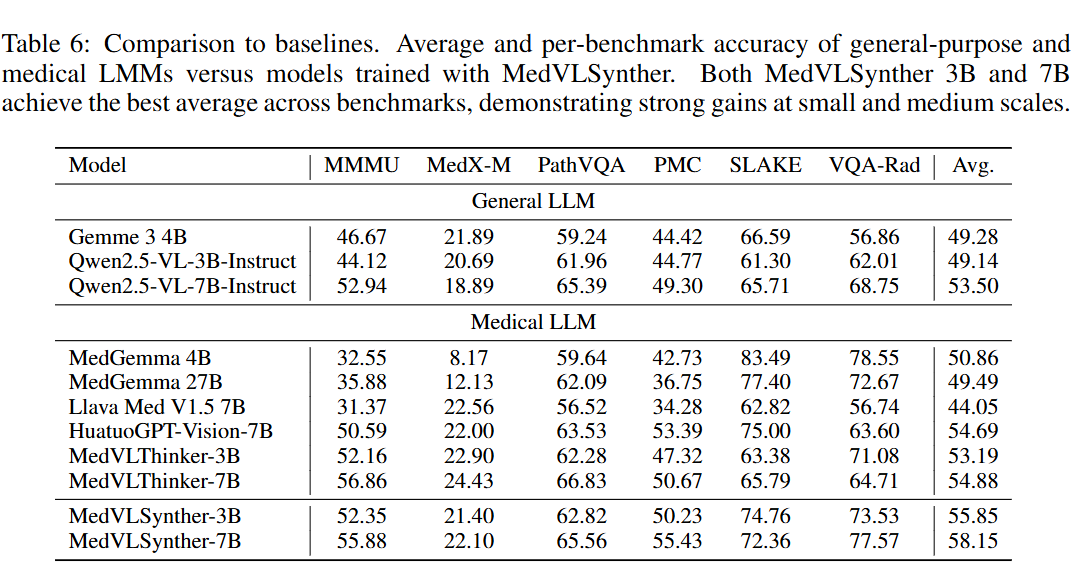 Table 6: Comparison to baselines. Average and per-benchmark accuracy of general-purpose and
medical LMMs versus models trained with MedVLSynther. Both MedVLSynther 3B and 7B
achieve the best average across benchmarks, demonstrating strong gains at small and medium scales.
Model MMMU MedX-M PathVQA PMC SLAKE VQA-Rad Avg.
General LLM
Gemme 3 4B 46.67 21.89 59.24 44.42 66.59 56.86 49.28
Qwen2.5-VL-3B-Instruct 44.12 20.69 61.96 44.77 61.30 62.01 49.14
Qwen2.5-VL-7B-Instruct 52.94 18.89 65.39 49.30 65.71 68.75 53.50
Medical LLM
MedGemma 4B 32.55 8.17 59.64 42.73 83.49 78.55 50.86
MedGemma 27B 35.88 12.13 62.09 36.75 77.40 72.67 49.49
Llava Med V1.5 7B 31.37 22.56 56.52 34.28 62.82 56.74 44.05
HuatuoGPT-Vision-7B 50.59 22.00 63.53 53.39 75.00 63.60 54.69
MedVLThinker-3B 52.16 22.90 62.28 47.32 63.38 71.08 53.19
MedVLThinker-7B 56.86 24.43 66.83 50.67 65.79 64.71 54.88
MedVLSynther-3B 52.35 21.40 62.82 50.23 74.76 73.53 55.85
MedVLSynther-7B 55.88 22.10 65.56 55.43 72.36 77.57 58.15